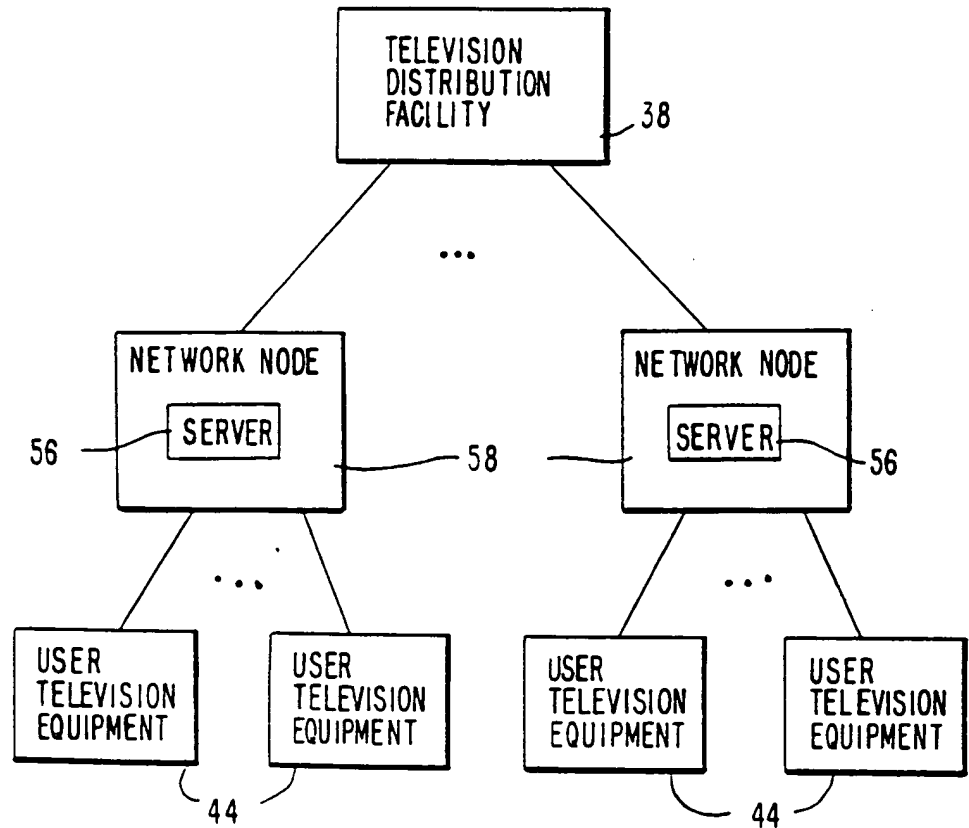 TELEVISION
DISTRIBUTION
FACILITY
38
...
NETWORK NODE
SERVER
56
58
NETWORK NODE
SERVER
56
...
...
USER
TELEVISION
EQUIPMENT
USER
TELEVISION
EQUIPMENT
44
USER
TELEVISION
EQUIPMENT
USER
TELEVISION
EQUIPMENT
44